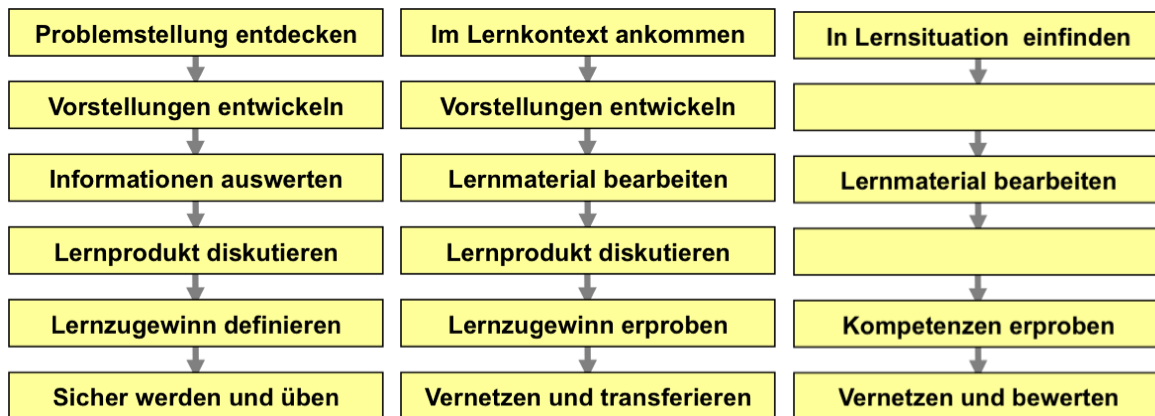 Problemstellung entdecken
Vorstellungen entwickeln
Informationen auswerten
Lernprodukt diskutieren
Lernzugewinn definieren
Sicher werden und üben
Im Lernkontext ankommen
Vorstellungen entwickeln
Lernmaterial bearbeiten
Lernprodukt diskutieren
Lernzugewinn erproben
Vernetzen und transferieren
In Lernsituation einfinden
Lernmaterial bearbeiten
Kompetenzen erproben
Vernetzen und bewerten